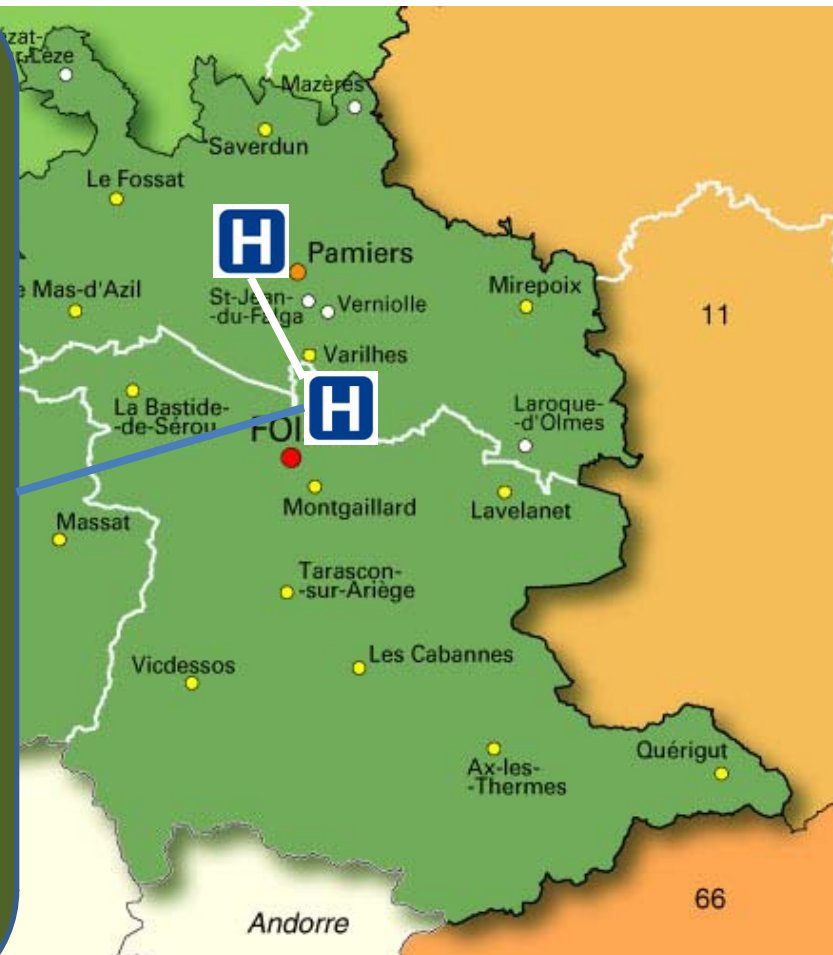 Mazères
Saverdun
Le Fossat
H
Pamiers
Mas-d'Azil
St-Jean-
-du-Falga
Verniolle
Mirepoix
11
Varilhes
H
La Bastide-
-de-Sérou
Laroque-
-d'Olmes
Montgaillard
Lavelanet
Massat
Tarascon-
-sur-Ariège
Les Cabannes
Vicdessos
Quérigut
Ax-les-
-Thermes
66
Andorre